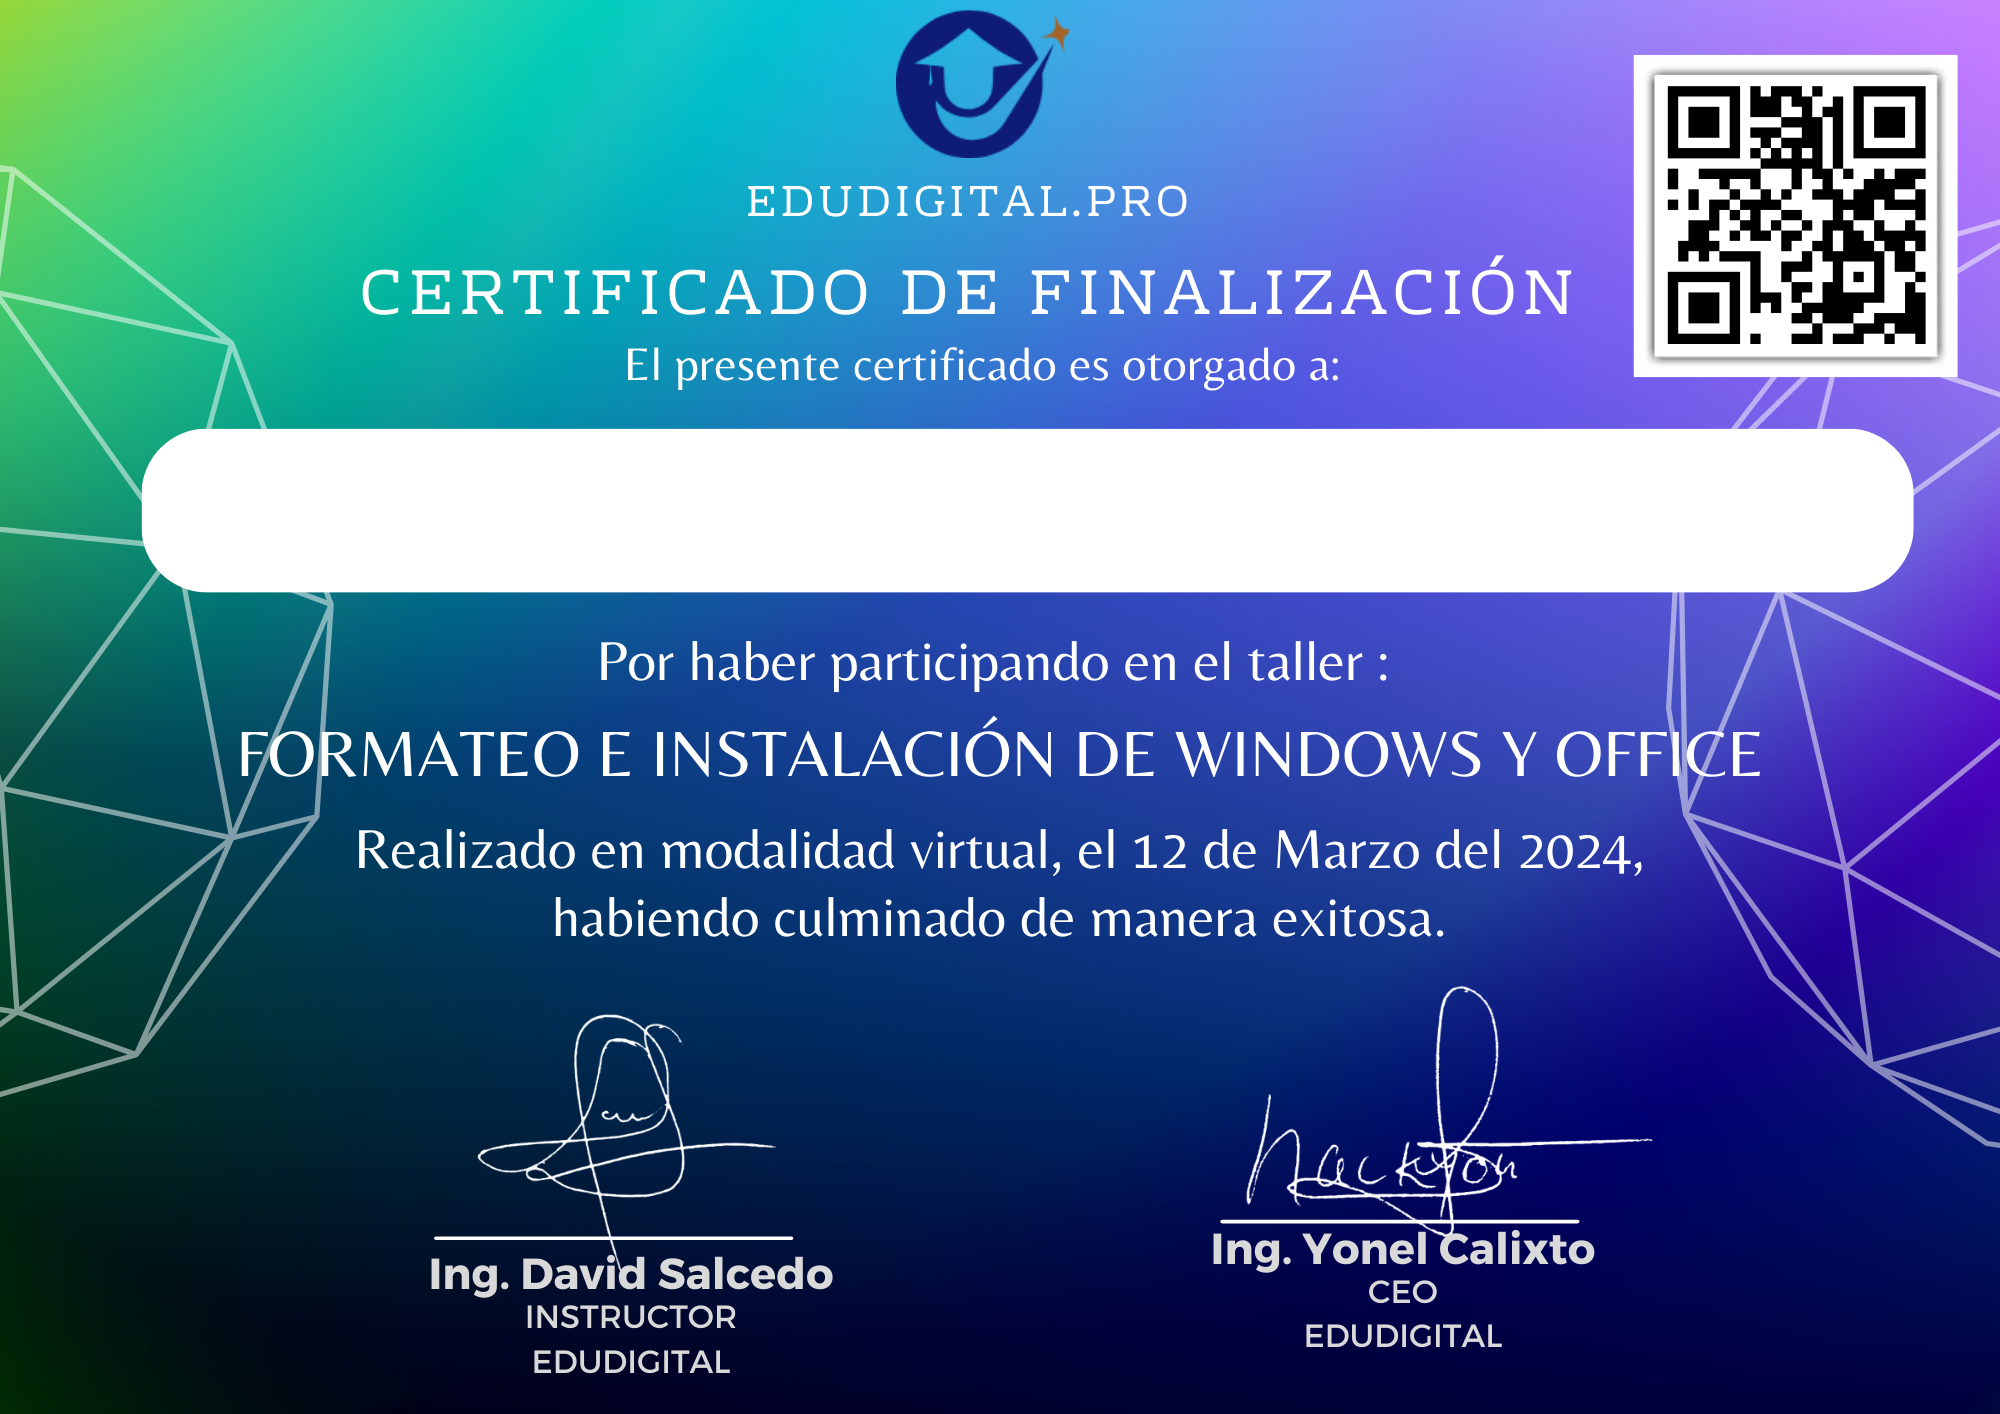 EDUDIGITAL.PRO
CERTIFICADO DE FINALIZACIÓN
El presente certificado es otorgado a:
Por haber participando en el taller :
FORMATEO E INSTALACIÓN DE WINDOWS Y OFFICE
Realizado en modalidad virtual, el 12 de Marzo del 2024,
habiendo culminado de manera exitosa.
Ing. David Salcedo
INSTRUCTOR
EDUDIGITAL
Ing. Yonel Calixto
CEO
EDUDIGITAL